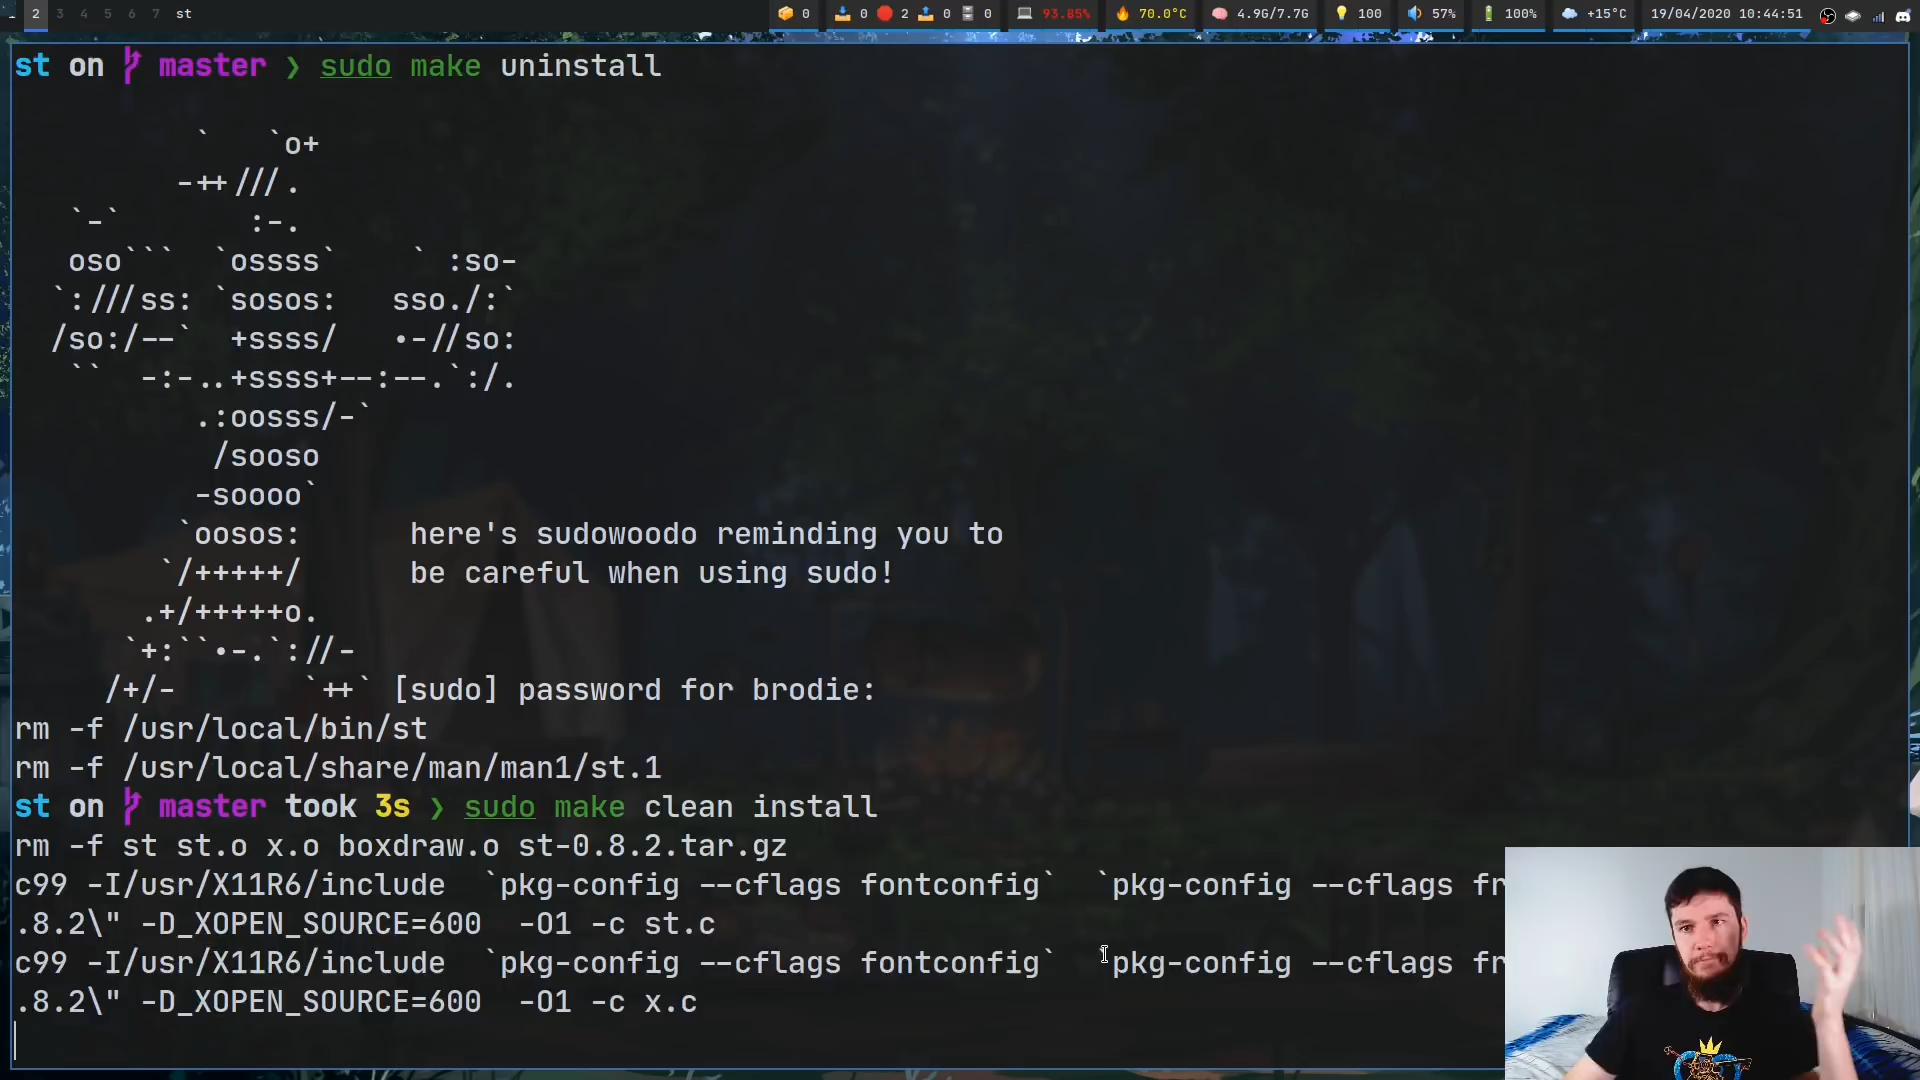 2 3 4 5 6 7 st 0 0 2 0 0 93.85% 70.0°C 4.9G/7.7G 100 57% 100% +15°C 19/04/2020 10:44:51
st on master ❯ sudo make uninstall
`    `o+
-++///.
`-`        :-.
oso```  `ossss`    ` :so-
`:///ss: `sosos:   sso./:`
/so:/--`  +ssss/   •-//so:
``  -:-..+ssss+--:--.`:/.
.:oosss/-`
/sooso
-soooo`
`oosos:      here's sudowoodo reminding you to
`/+++++/      be careful when using sudo!
.+/+++++o.
`+:``•-.`://-
/+/-       `++` [sudo] password for brodie:
rm -f /usr/local/bin/st
rm -f /usr/local/share/man/man1/st.1
st on master took 3s ❯ sudo make clean install
rm -f st st.o x.o boxdraw.o st-0.8.2.tar.gz
c99 -I/usr/X11R6/include  `pkg-config --cflags fontconfig`  `pkg-config --cflags fr
.8.2\" -D_XOPEN_SOURCE=600  -O1 -c st.c
c99 -I/usr/X11R6/include  `pkg-config --cflags fontconfig`  `pkg-config --cflags fr
.8.2\" -D_XOPEN_SOURCE=600  -O1 -c x.c